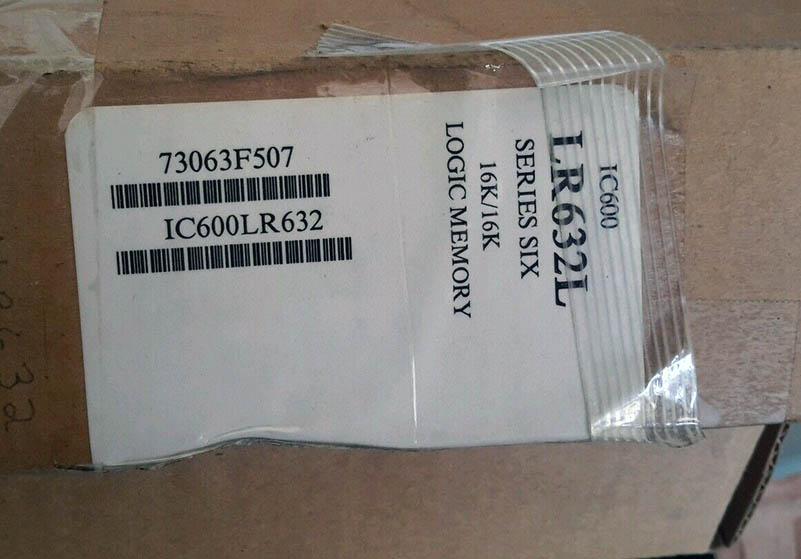 73063F507
IC600LR632
IC600
LR632L
SERIES SIX
16K/16K
LOGIC MEMORY